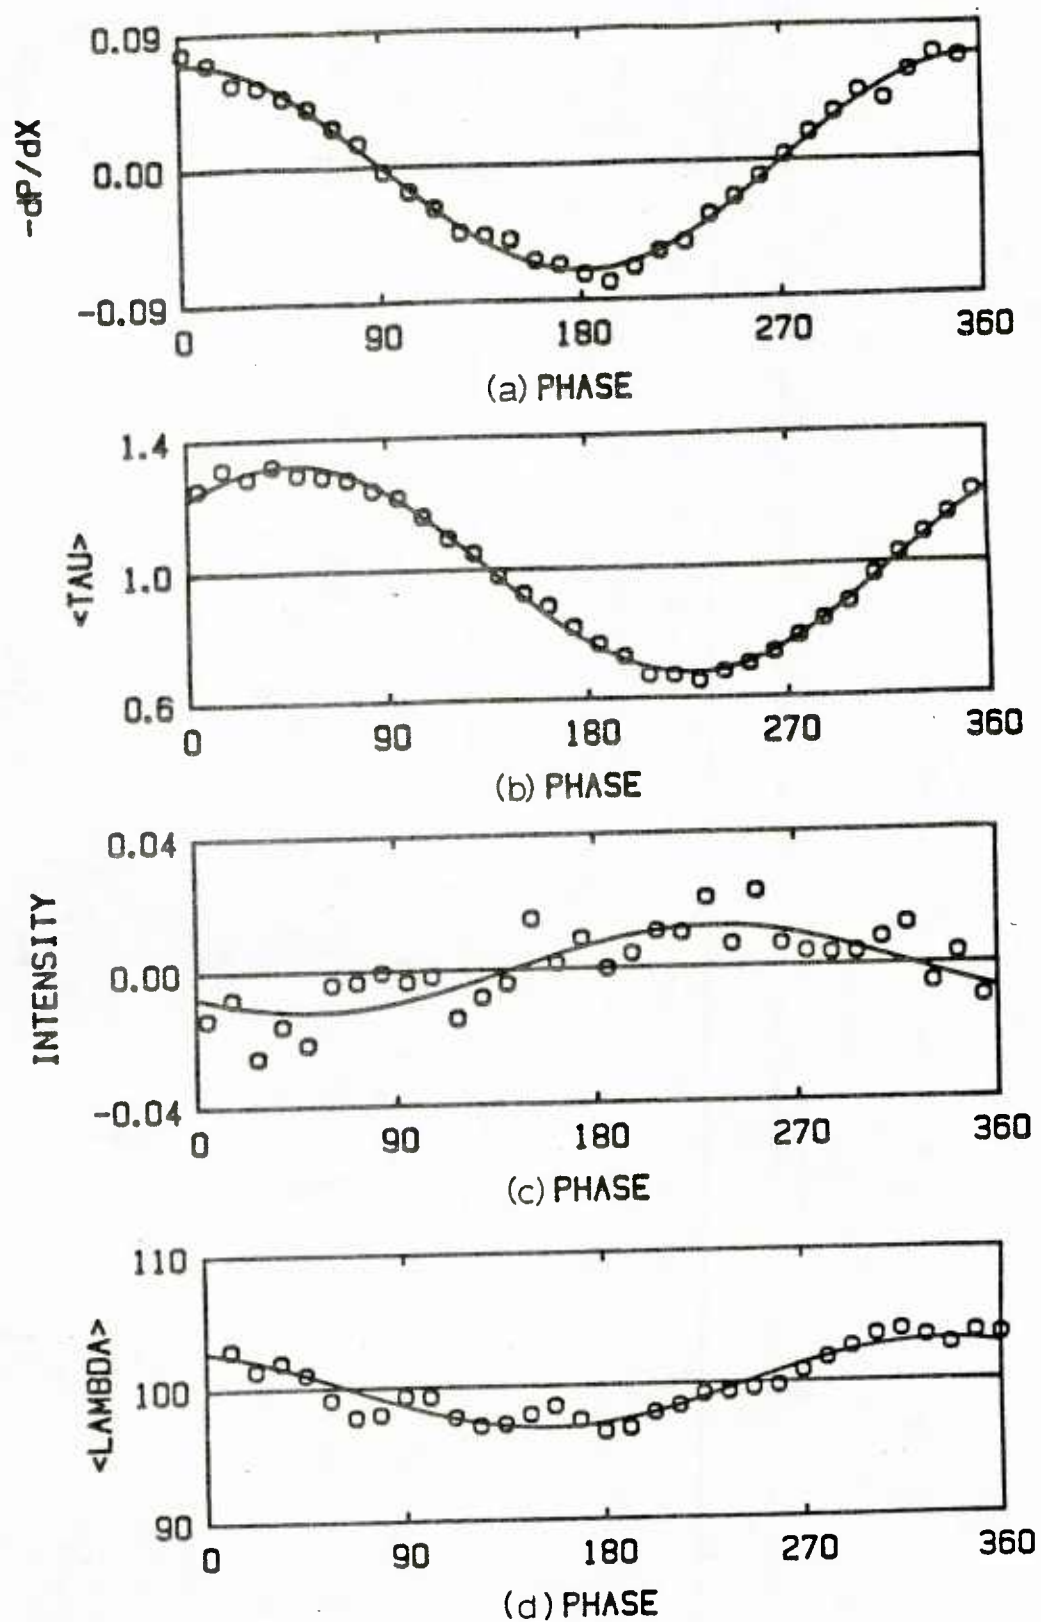 0.09
0.00
-0.09
-dP/dX
0 90 180 270 360
(a) PHASE
1.4
1.0
0.6
<TAU>
0 90 180 270 360
(b) PHASE
0.04
0.00
-0.04
INTENSITY
0 90 180 270 360
(c) PHASE
110
100
90
<LAMBDA>
0 90 180 270 360
(d) PHASE